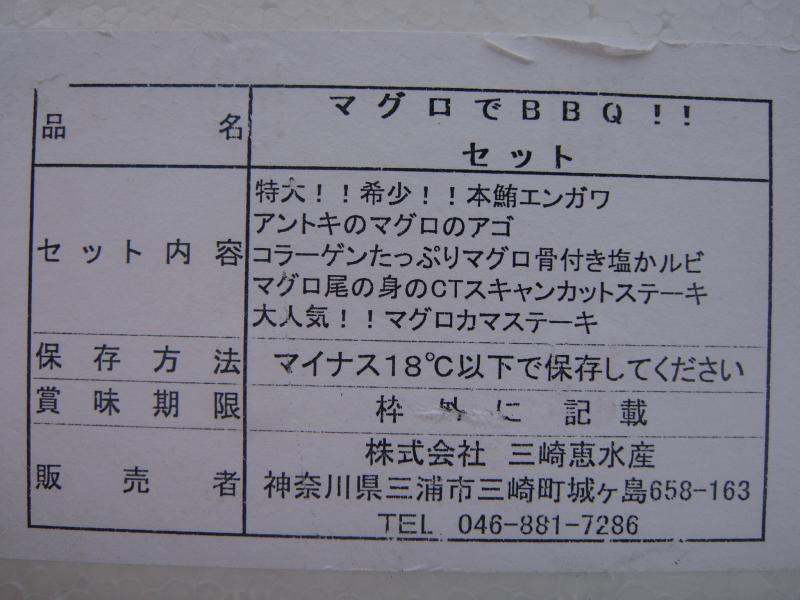 品名 マグロでBBQ!!
セット
セット内容
特大!!希少!!本鮪エンガワ
アントキのマグロのアゴ
コラーゲンたっぷりマグロ骨付き塩かルビ
マグロ尾の身のCTスキャンカットステーキ
大人気!!マグロカマステーキ
保存方法 マイナス18℃以下で保存してください
賞味期限 枠外に記載
販売者
株式会社 三崎恵水産
神奈川県三浦市三崎町城ヶ島658-163
TEL 046-881-7286